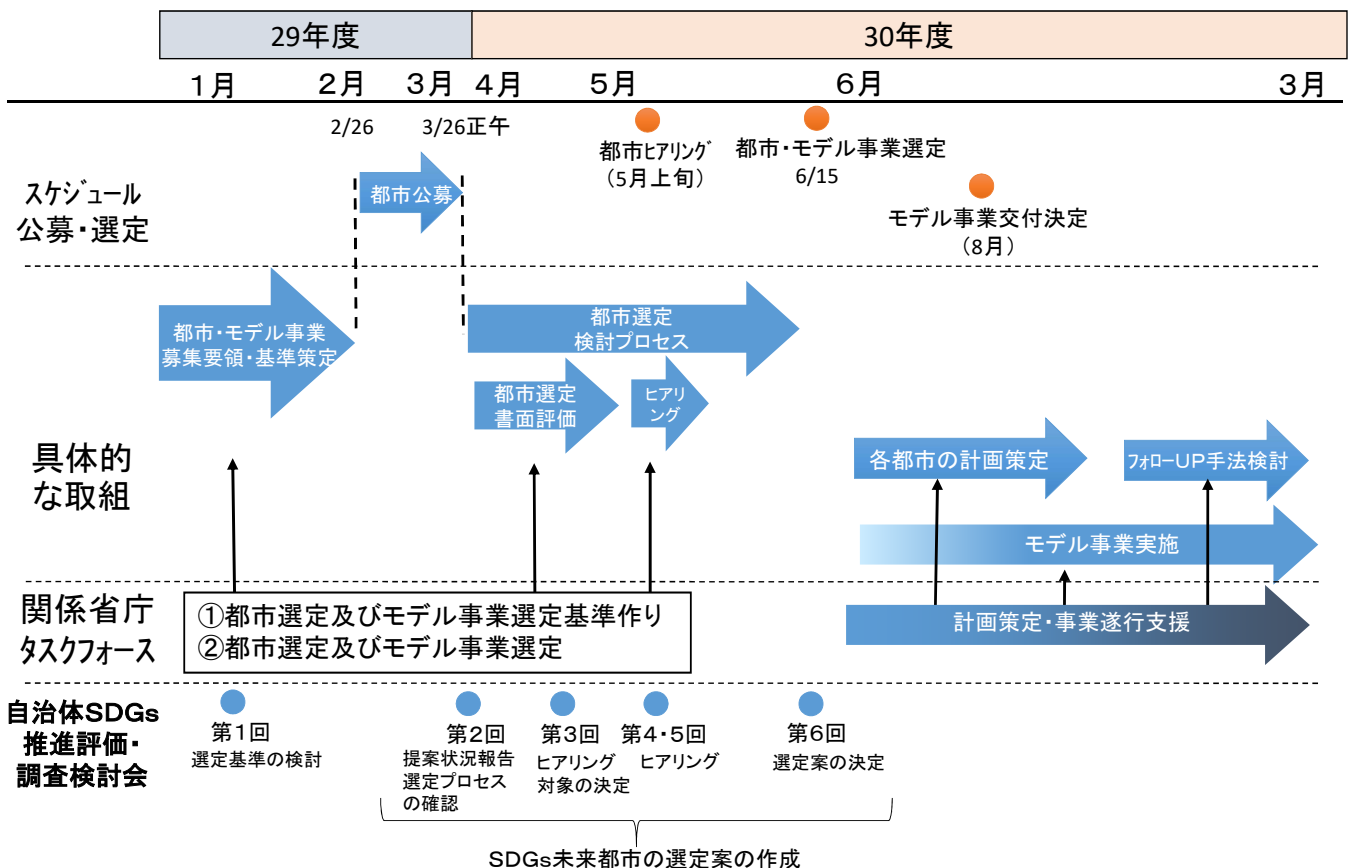 29年度
30年度
1月
2月
3月
4月
5月
6月
3月
2/26
3/26正午
都市ﾋｱﾘﾝｸﾞ
(5月上旬)
都市・モデル事業選定
6/15
モデル事業交付決定
(8月)
ｽｹｼﾞｭｰﾙ
公募・選定
都市公募
都市・モデル事業
募集要領・基準策定
都市選定
検討プロセス
都市選定
書面評価
ヒアリ
ング
具体的
な取組
各都市の計画策定
ﾌｫﾛｰUP手法検討
モデル事業実施
関係省庁
ﾀｽｸﾌｫｰｽ
①都市選定及びモデル事業選定基準作り
②都市選定及びモデル事業選定
計画策定・事業遂行支援
自治体SDGs
推進評価・
調査検討会
第1回
選定基準の検討
第2回
提案状況報告
選定プロセス
の確認
第3回
ヒアリング
対象の決定
第4・5回
ヒアリング
第6回
選定案の決定
SDGs未来都市の選定案の作成